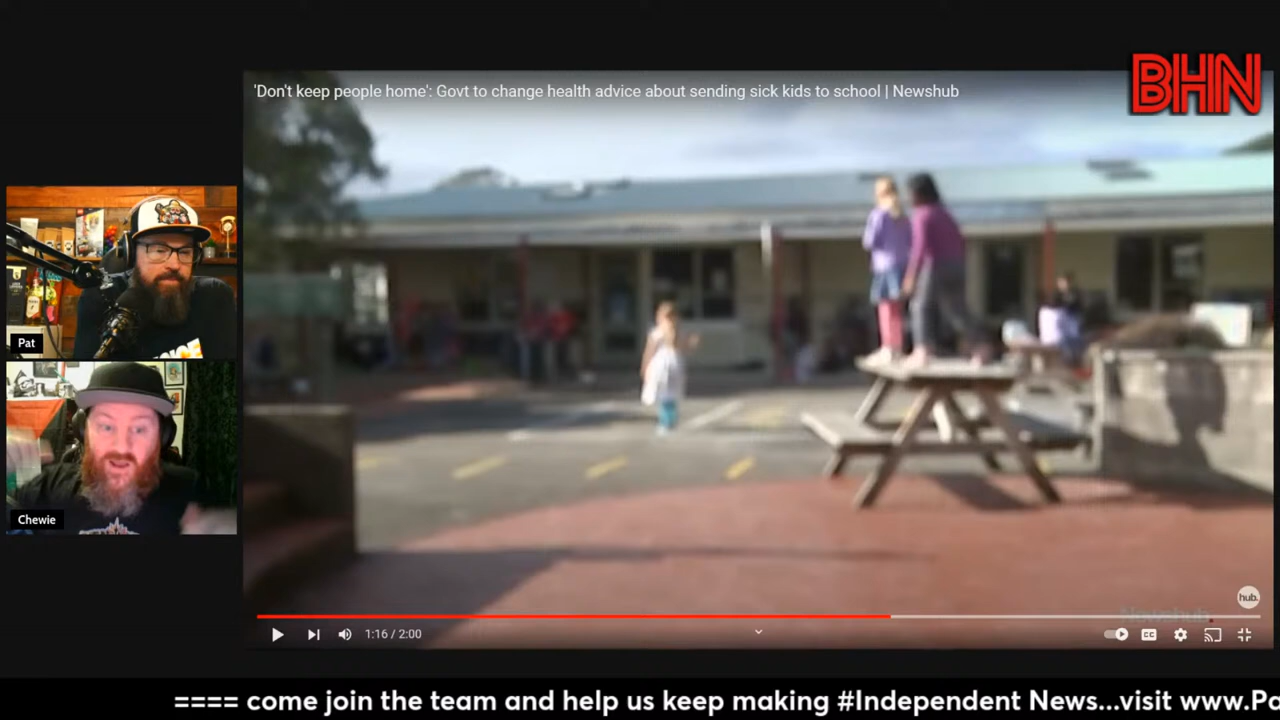 'Don't keep people home': Govt to change health advice about sending sick kids to school | Newshub
BHN
Pat
Chewie
hub.
Newshub.
1:16 / 2:00
CC
==== come join the team and help us keep making #Independent News...visit www.Pa